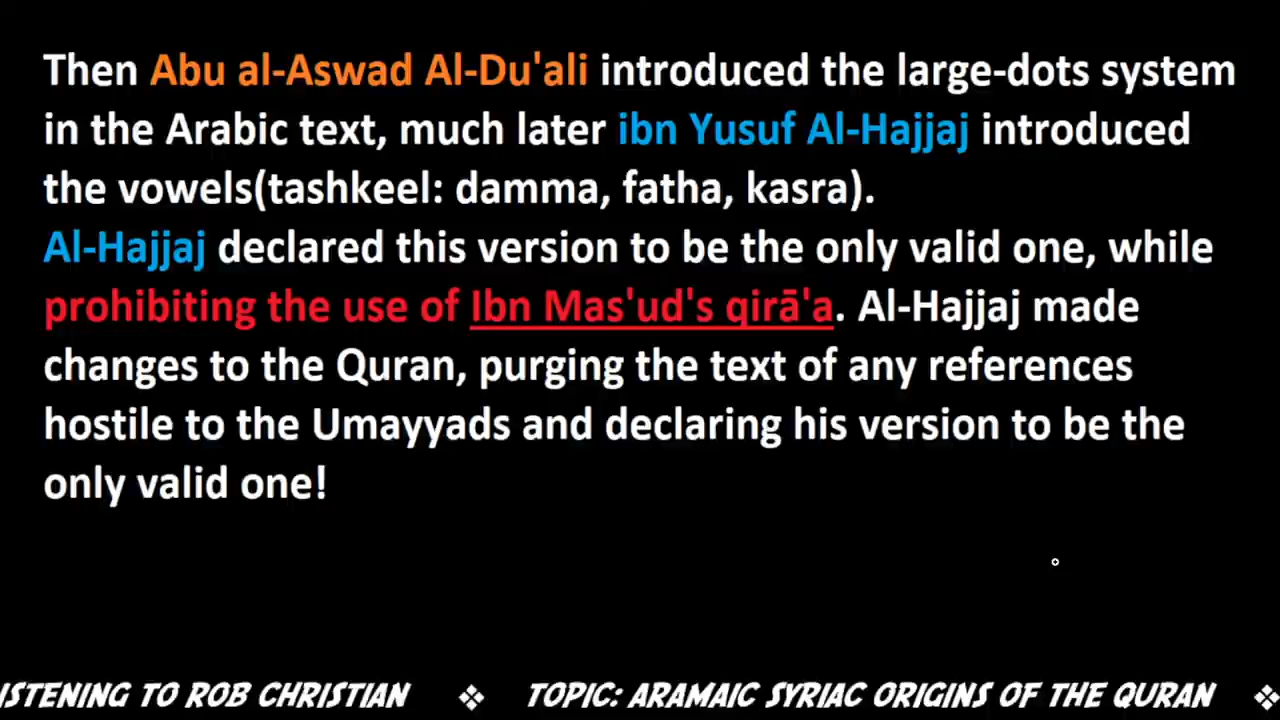 Then Abu al-Aswad Al-Du'ali introduced the large-dots system
in the Arabic text, much later ibn Yusuf Al-Hajjaj introduced
the vowels(tashkeel: damma, fatha, kasra).
Al-Hajjaj declared this version to be the only valid one, while
prohibiting the use of Ibn Mas'ud's qirā'a. Al-Hajjaj made
changes to the Quran, purging the text of any references
hostile to the Umayyads and declaring his version to be the
only valid one!
ISTENING TO ROB CHRISTIAN ❖ TOPIC: ARAMAIC SYRIAC ORIGINS OF THE QURAN ❖